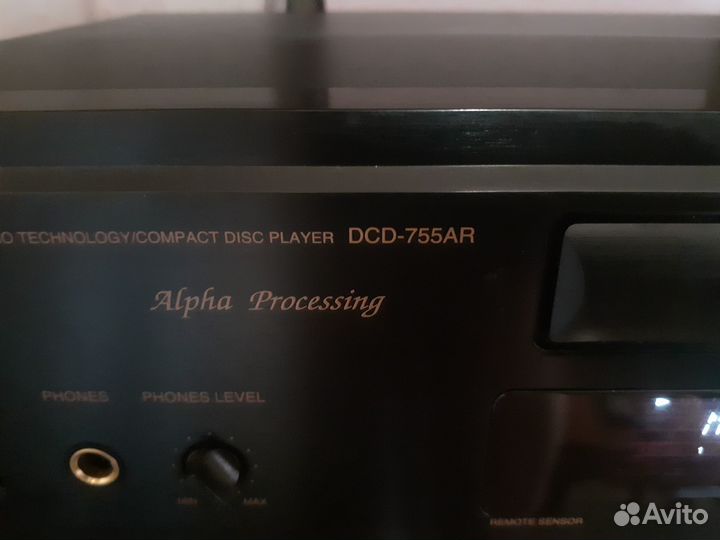 TECHNOLOGY/COMPACT DISC PLAYER DCD-755AR
Alpha Processing
PHONES PHONES LEVEL
MIN MAX
REMOTE SENSOR
Avito